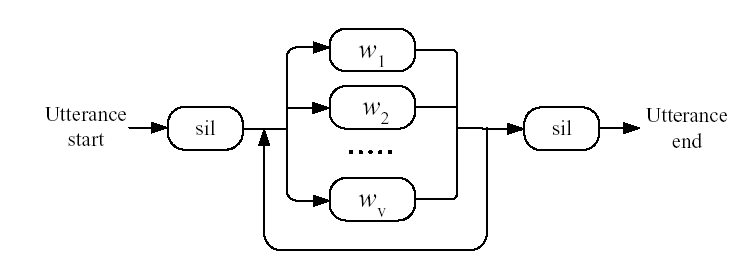 Utterance
start
sil
w1
w2
.....
wv
sil
Utterance
end